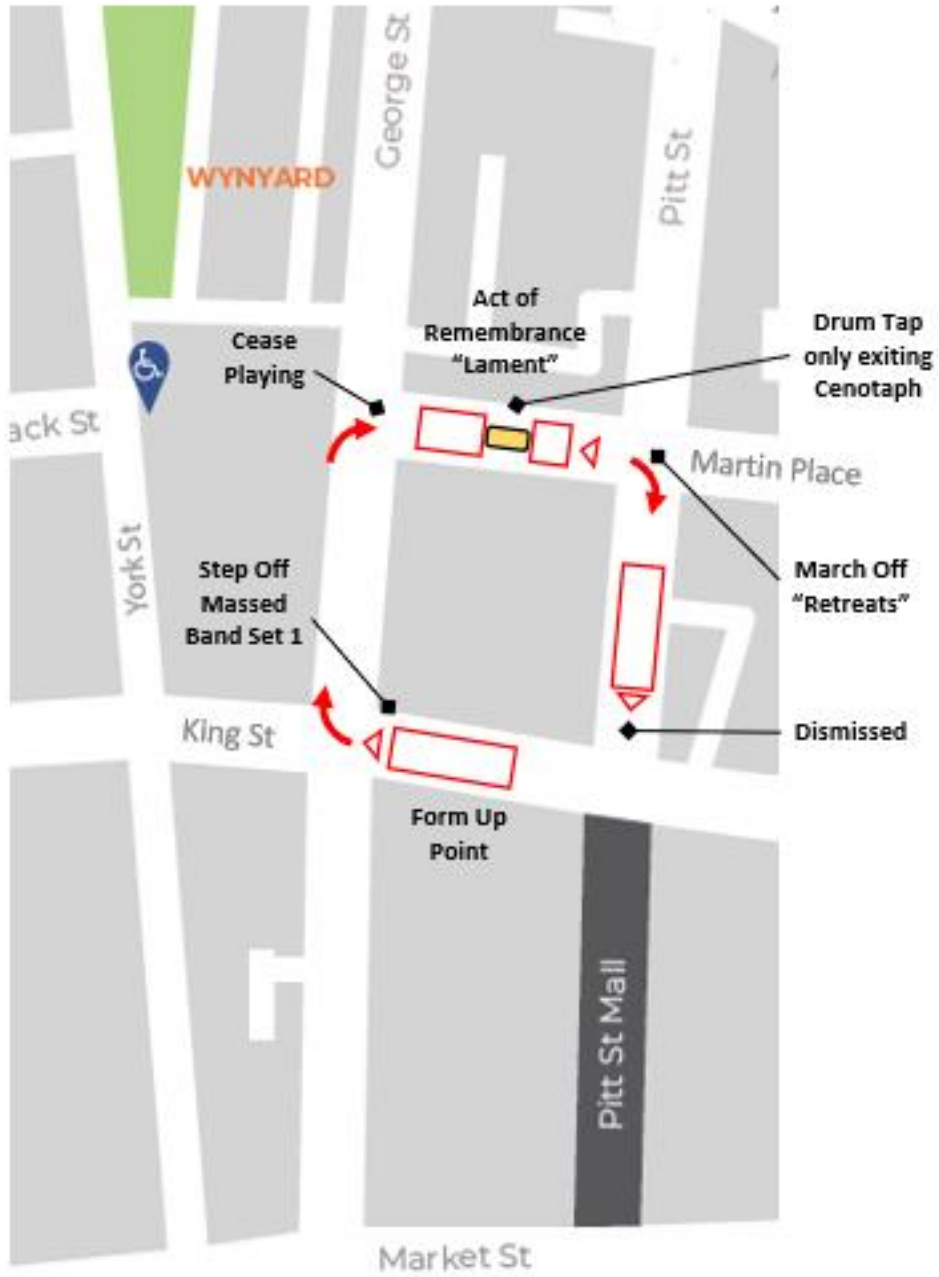 George St
Pitt St
WYNYARD
Act of
Remembrance
“Lament”
Cease
Playing
Drum Tap
only exiting
Cenotaph
ack St
Martin Place
York St
Step Off
Massed
Band Set 1
March Off
“Retreats”
King St
Dismissed
Form Up
Point
Pitt St Mall
Market St